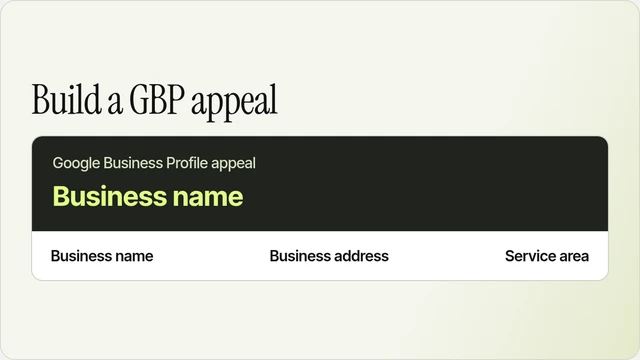 Build a GBP appeal
Google Business Profile appeal
Business name
Business name Business address Service area